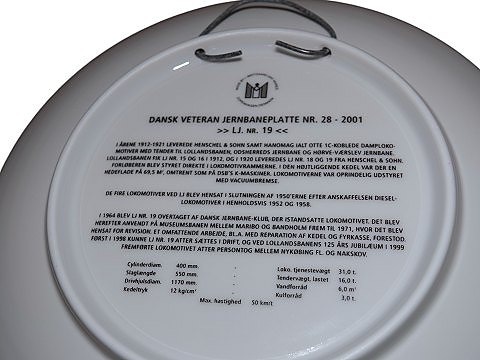 DANSK VETERAN JERNBANEPLATTE NR. 28 - 2001
>> LJ. NR. 19 <<
I ÅRENE 1912-1921 LEVEREDE HENSCHEL & SOHN SAMT HANOMAG IALT OTTE 1C-KOBLEDE DAMPLOKO-
MOTIVER MED TENDER TIL LOLLANDSBANEN, ODSHERREDS JERNBANE OG HØRVE-VÆRSLEV JERNBANE.
LOLLANDSBANEN FIK LJ NR. 15 OG 16 I 1912, OG I 1920 LEVEREDES LJ NR. 18 OG 19 FRA HENSCHEL & SOHN.
FORLØBEREN BLEV STYRET DIREKTE I LOKOMOTIVRAMMERNE. I DEN HØJTLIGGENDE KEDEL VAR DER EN
HEDEFLADE PÅ 69,5 M², OMTRENT SOM PÅ DSB'S K-MASKINER. LOKOMOTIVERNE VAR OPRINDELIG UDSTYRET
MED VACUUMBREMSE.
DE FIRE LOKOMOTIVER VED LJ BLEV HENSAT I SLUTNINGEN AF 1950'ERNE EFTER ANSKAFFELSEN DIESEL-
LOKOMOTIVER I HENHOLDSVIS 1952 OG 1958.
I 1964 BLEV LJ NR. 19 OVERTAGET AF DANSK JERNBANE-KLUB, DER ISTANDSATTE LOKOMOTIVET. DET BLEV
HEREFTER ANVENDT PÅ MUSEUMSBANEN MELLEM MARIBO OG BANDHOLM FREM TIL 1971, HVOR DET BLEV
HENSAT FOR REVISION. ET OMFATTENDE ARBEJDE, BL.A. MED REPARATION AF KEDEL OG FYRKASSE, FORESTOD.
FØRST I 1998 KUNNE LJ NR. 19 ATTER SÆTTES I DRIFT, OG VED LOLLANDSBANENS 125 ÅRS JUBILÆUM I 1999
FREMFØRTE LOKOMOTIVET ATTER PERSONTOG MELLEM NYKØBING FL. OG NAKSKOV.
Cylinderdiam. 400 mm. Loko. tjenestevægt 31,0 t.
Slaglængde 550 mm. Tendervægt, lastet 16,0 t.
Drivhjulsdiam. 1170 mm. Vandforråd 6,0 m³
Kedeltryk 12 kg/cm² Kulforråd 3,0 t.
Max. hastighed 50 km/t